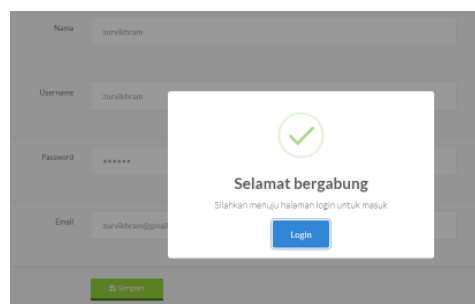 Nama
zurvikhram
Username
zurvikhram
Password
••••••
Selamat bergabung
Silahkan menuju halaman login untuk masuk
Email
zurvikhram@gmail
Login
Simpan